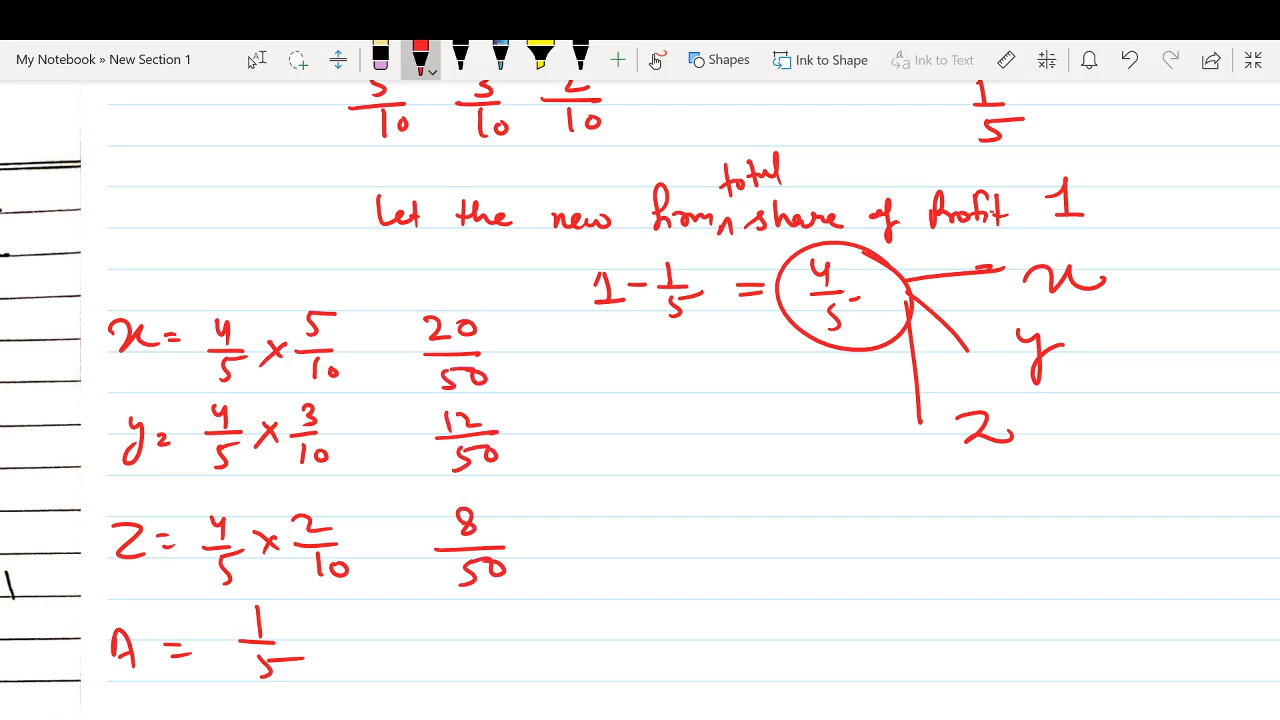 My Notebook » New Section 1 Shapes Ink to Shape Ink to Text
5/10 3/10 2/10 1/5
total
Let the new firm ∧ share of Profit 1
1 - 1/5 = 4/5 x
y
z
x = 4/5 × 5/10 20/50
y = 4/5 × 3/10 12/50
Z = 4/5 × 2/10 8/50
A = 1/5